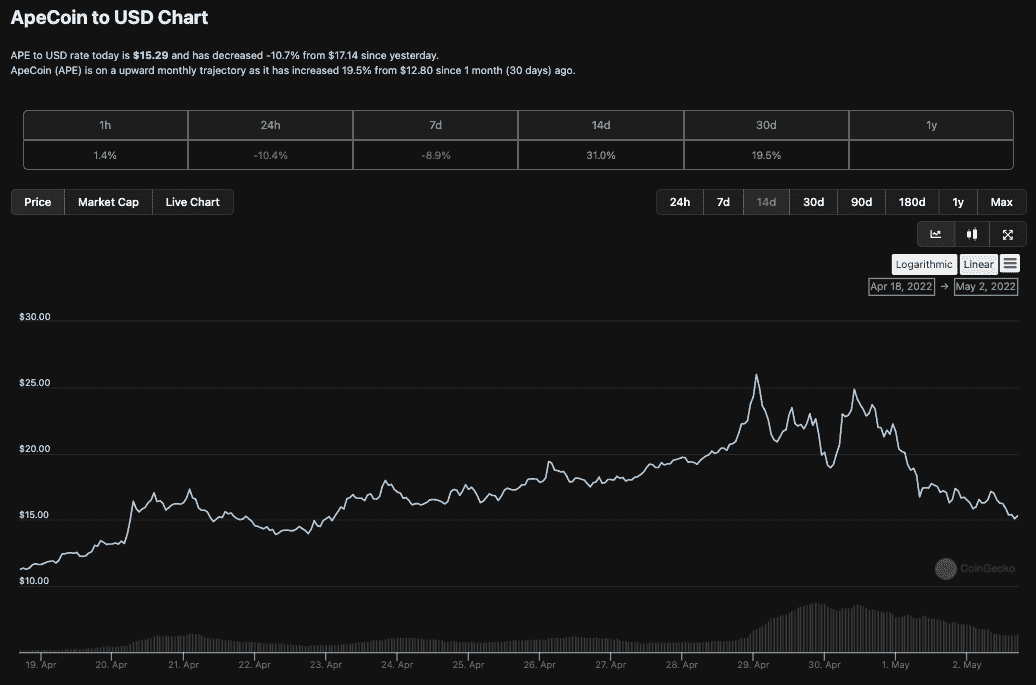 ApeCoin to USD Chart
APE to USD rate today is $15.29 and has decreased -10.7% from $17.14 since yesterday.
ApeCoin (APE) is on a upward monthly trajectory as it has increased 19.5% from $12.80 since 1 month (30 days) ago.
1h 24h 7d 14d 30d 1y
1.4% -10.4% -8.9% 31.0% 19.5%
Price Market Cap Live Chart 24h 7d 14d 30d 90d 180d 1y Max
Logarithmic Linear
Apr 18, 2022 → May 2, 2022
$30.00
$25.00
$20.00
$15.00
CoinGecko
$10.00
19. Apr 20. Apr 21. Apr 22. Apr 23. Apr 24. Apr 25. Apr 26. Apr 27. Apr 28. Apr 29. Apr 30. Apr 1. May 2. May